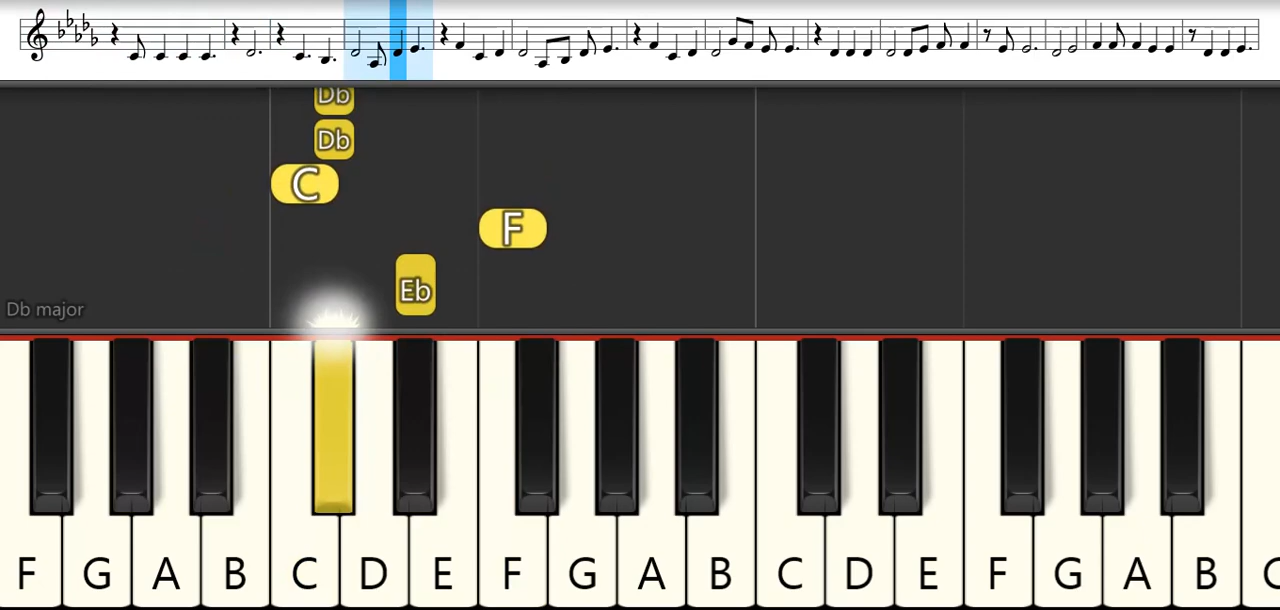 Db
Db
C
F
Eb
Db major
F G A B C D E F G A B C D E F G A B C